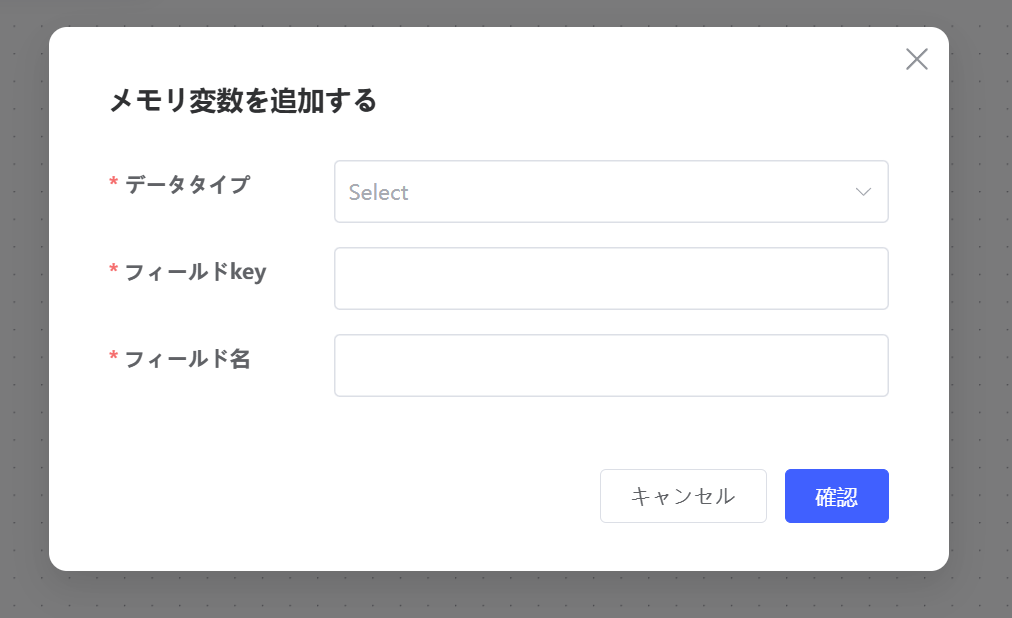 メモリ変数を追加する
* データタイプ
Select
* フィールドkey
* フィールド名
キャンセル
確認